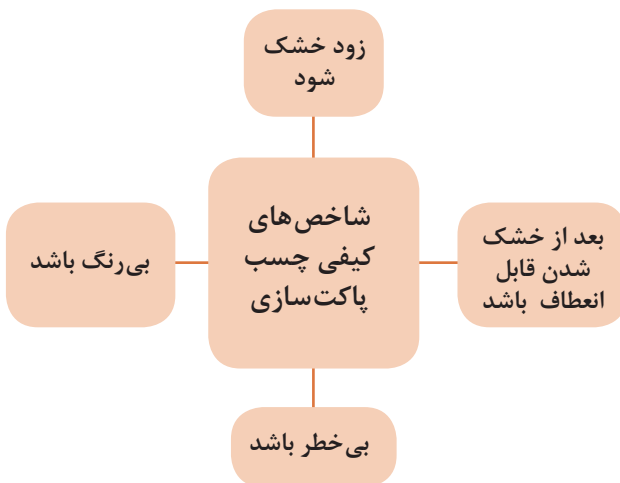 زود خشک
شود
شاخص‌های
کیفی چسب
پاکت‌سازی
بعد از خشک
شدن قابل
انعطاف باشد
بی‌رنگ باشد
بی‌خطر باشد